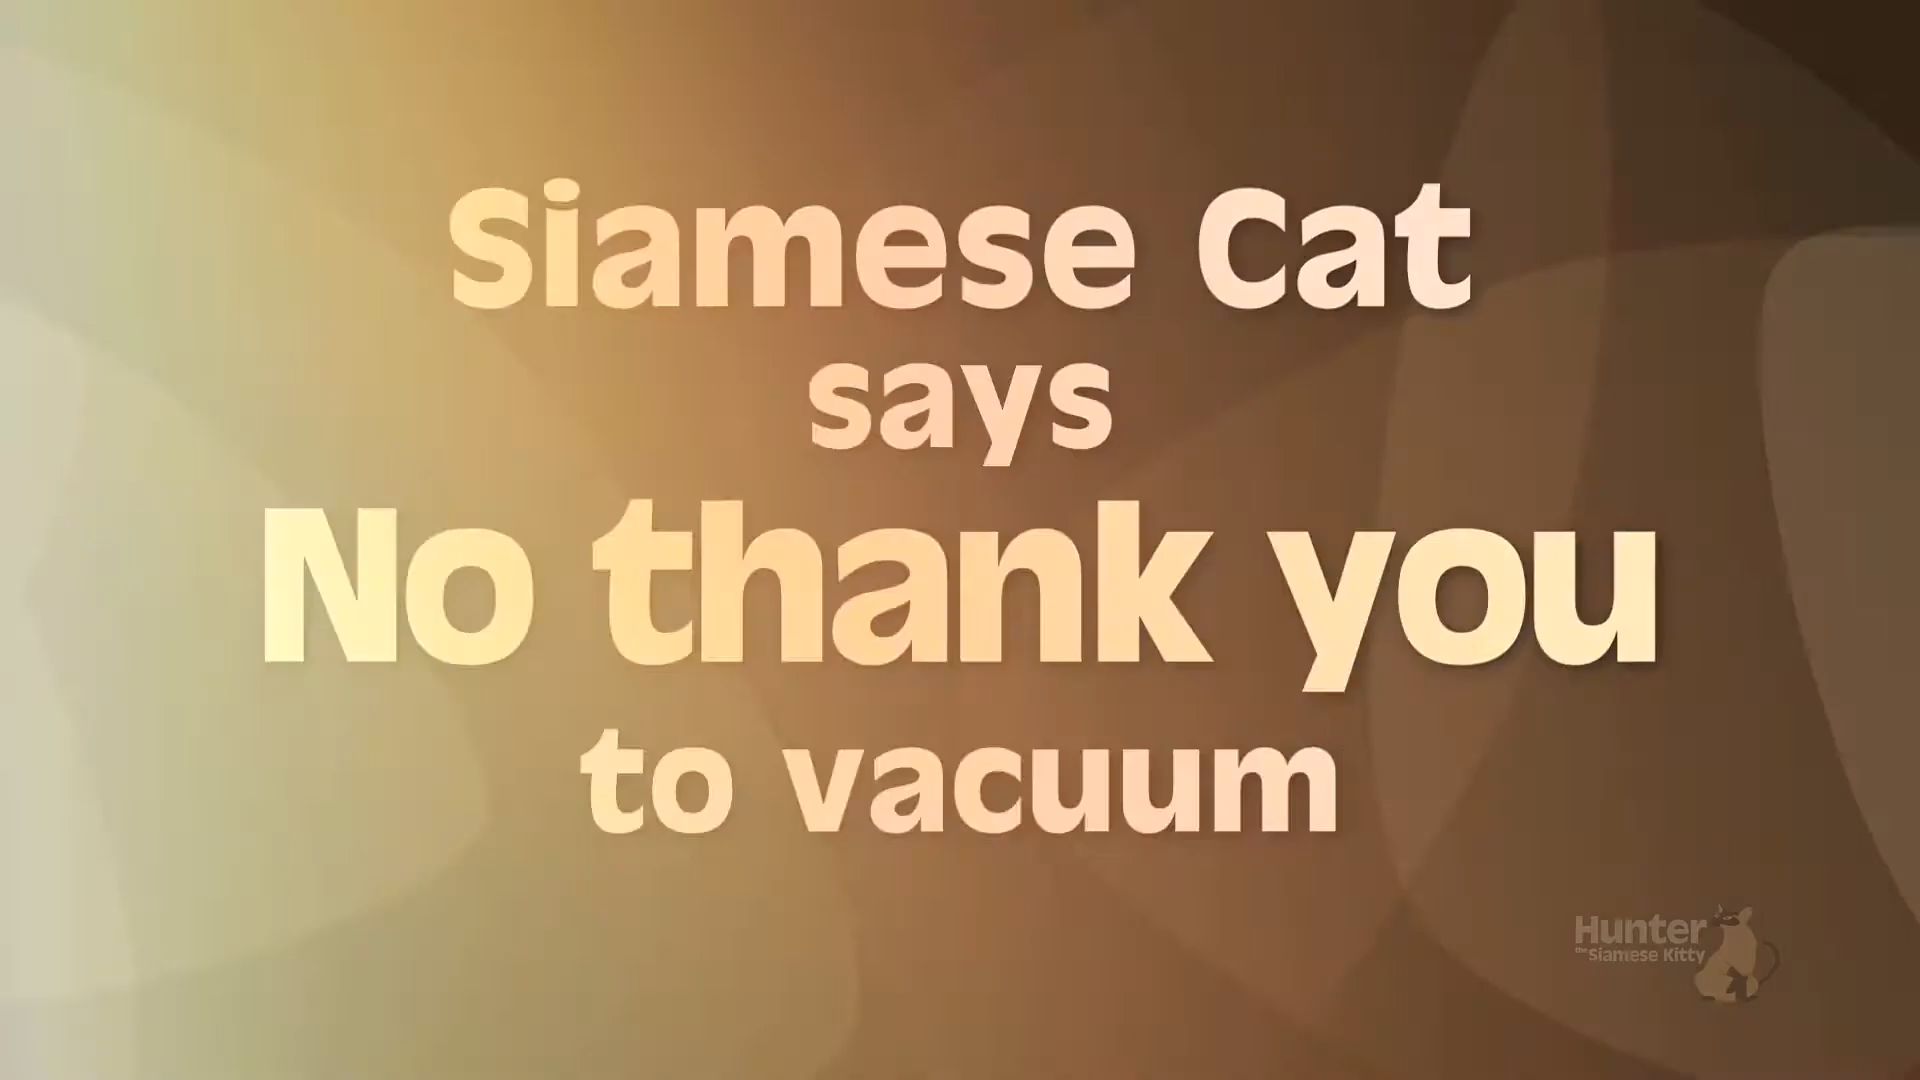 Siamese Cat
says
No thank you
to vacuum
Hunter
the Siamese Kitty